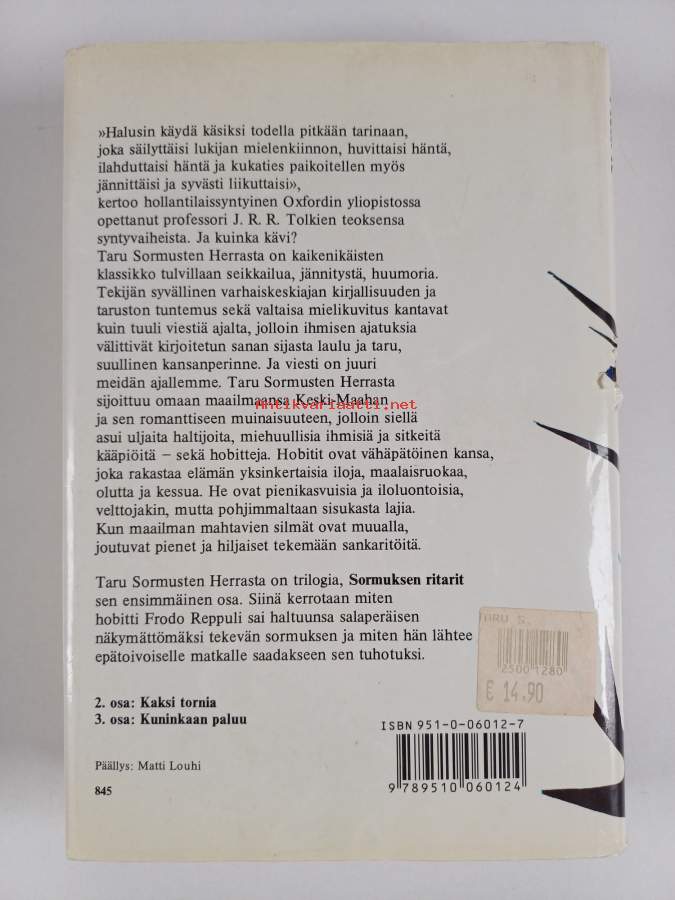 »Halusin käydä käsiksi todella pitkään tarinaan,
joka säilyttäisi lukijan mielenkiinnon, huvittaisi häntä,
ilahduttaisi häntä ja kukaties paikoitellen myös
jännittäisi ja syvästi liikuttaisi»,
kertoo hollantilaissyntyinen Oxfordin yliopistossa
opettanut professori J. R. R. Tolkien teoksensa
syntyvaiheista. Ja kuinka kävi?
Taru Sormusten Herrasta on kaikenikäisten
klassikko tulvillaan seikkailua, jännitystä, huumoria.
Tekijän syvällinen varhaiskeskiajan kirjallisuuden ja
taruston tuntemus sekä valtaisa mielikuvitus kantavat
kuin tuuli viestiä ajalta, jolloin ihmisen ajatuksia
välittivät kirjoitetun sanan sijasta laulu ja taru,
suullinen kansanperinne. Ja viesti on juuri
meidän ajallemme. Taru Sormusten Herrasta
sijoittuu omaan maailmaansa Keski-Maahan
Antikvariaatti.net
ja sen romanttiseen muinaisuuteen, jolloin siellä
asui uljaita haltijoita, miehuullisia ihmisiä ja sitkeitä
kääpiöitä – sekä hobitteja. Hobitit ovat vähäpätöinen kansa,
joka rakastaa elämän yksinkertaisia iloja, maalaisruokaa,
olutta ja kessua. He ovat pienikasvuisia ja iloluontoisia,
velttojakin, mutta pohjimmaltaan sisukasta lajia.
Kun maailman mahtavien silmät ovat muualla,
joutuvat pienet ja hiljaiset tekemään sankaritöitä.
Taru Sormusten Herrasta on trilogia, Sormuksen ritarit
sen ensimmäinen osa. Siinä kerrotaan miten
hobitti Frodo Reppuli sai haltuunsa salaperäisen
näkymättömäksi tekevän sormuksen ja miten hän lähtee
epätoivoiselle matkalle saadakseen sen tuhotuksi.
TARU S.
2500 1280
€ 14.90
2. osa: Kaksi tornia
3. osa: Kuninkaan paluu
ISBN 951-0-06012-7
9 789510 060124
Päällys: Matti Louhi
845